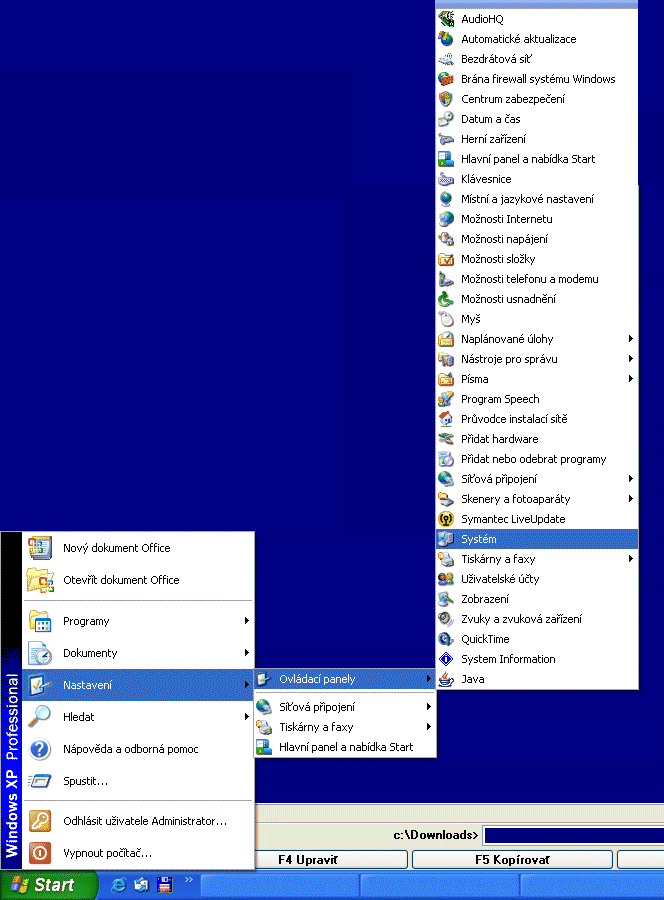 AudioHQ
Automatické aktualizace
Bezdrátová síť
Brána firewall systému Windows
Centrum zabezpečení
Datum a čas
Herní zařízení
Hlavní panel a nabídka Start
Klávesnice
Místní a jazykové nastavení
Možnosti Internetu
Možnosti napájení
Možnosti složky
Možnosti telefonu a modemu
Možnosti usnadnění
Myš
Naplánované úlohy
Nástroje pro správu
Písma
Program Speech
Průvodce instalací sítě
Přidat hardware
Přidat nebo odebrat programy
Síťová připojení
Skenery a fotoaparáty
Symantec LiveUpdate
Systém
Tiskárny a faxy
Uživatelské účty
Zobrazení
Zvuky a zvuková zařízení
QuickTime
System Information
Java
Nový dokument Office
Otevřít dokument Office
Programy
Dokumenty
Nastavení
Hledat
Nápověda a odborná pomoc
Spustit...
Odhlásit uživatele Administrator...
Vypnout počítač...
Windows XP Professional
Ovládací panely
Síťová připojení
Tiskárny a faxy
Hlavní panel a nabídka Start
c:\Downloads>
F4 Upravit
F5 Kopírovat
Start
»